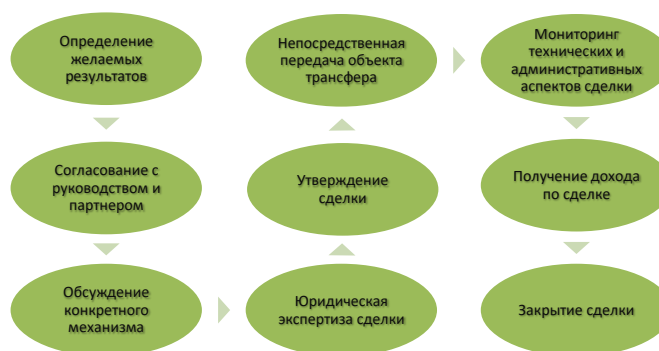 Определение
желаемых
результатов
Согласование с
руководством и
партнером
Обсуждение
конкретного
механизма
Юридическая
экспертиза сделки
Утверждение
сделки
Непосредственная
передача объекта
трансфера
Мониторинг
технических и
административных
аспектов сделки
Получение дохода
по сделке
Закрытие сделки